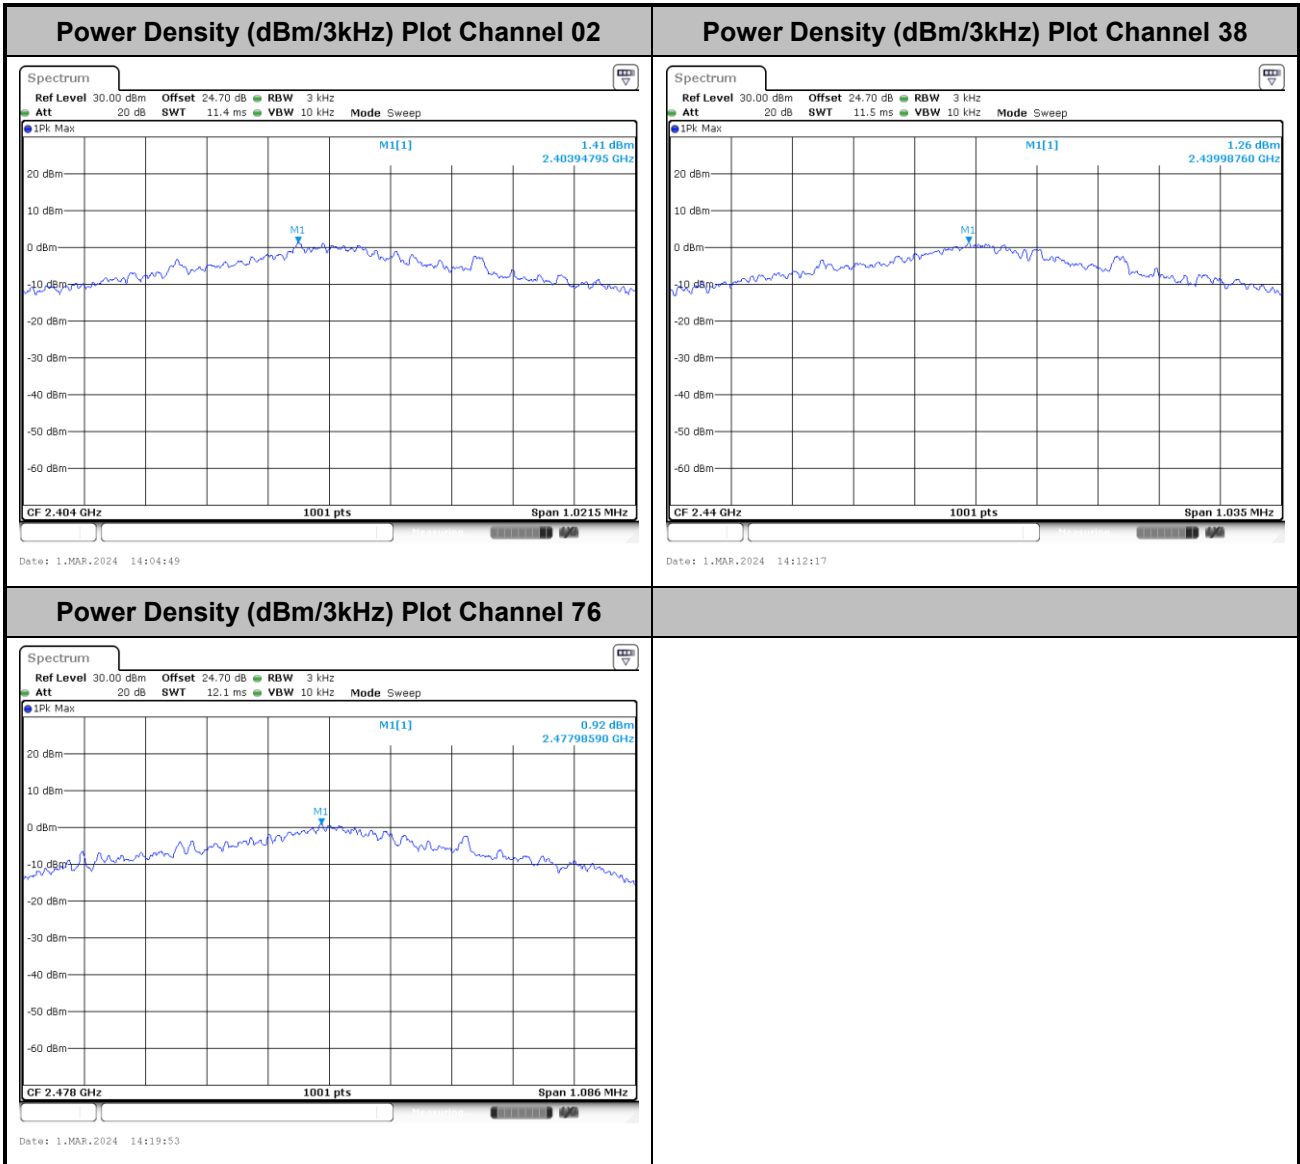 Power Density (dBm/3kHz) Plot Channel 02
Spectrum
Ref Level 30.00 dBm Offset 24.70 dB RBW 3 kHz
Att 20 dB SWT 11.4 ms VBW 10 kHz Mode Sweep
1Pk Max
M1[1] 1.41 dBm
2.40394795 GHz
20 dBm
10 dBm
M1
0 dBm
-10 dBm
-20 dBm
-30 dBm
-40 dBm
-50 dBm
-60 dBm
CF 2.404 GHz 1001 pts Span 1.0215 MHz
Date: 1.MAR.2024 14:04:49
Power Density (dBm/3kHz) Plot Channel 38
Spectrum
Ref Level 30.00 dBm Offset 24.70 dB RBW 3 kHz
Att 20 dB SWT 11.5 ms VBW 10 kHz Mode Sweep
1Pk Max
M1[1] 1.26 dBm
2.43998760 GHz
20 dBm
10 dBm
M1
0 dBm
-10 dBm
-20 dBm
-30 dBm
-40 dBm
-50 dBm
-60 dBm
CF 2.44 GHz 1001 pts Span 1.035 MHz
Date: 1.MAR.2024 14:12:17
Power Density (dBm/3kHz) Plot Channel 76
Spectrum
Ref Level 30.00 dBm Offset 24.70 dB RBW 3 kHz
Att 20 dB SWT 12.1 ms VBW 10 kHz Mode Sweep
1Pk Max
M1[1] 0.92 dBm
2.47798590 GHz
20 dBm
10 dBm
M1
0 dBm
-10 dBm
-20 dBm
-30 dBm
-40 dBm
-50 dBm
-60 dBm
CF 2.478 GHz 1001 pts Span 1.086 MHz
Measuring
Date: 1.MAR.2024 14:19:53